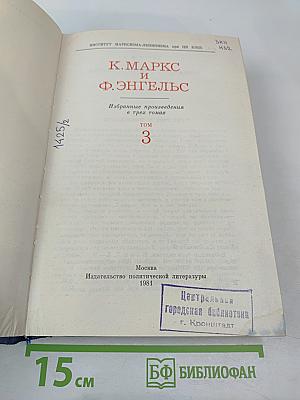 ИНСТИТУТ МАРКСИЗМА-ЛЕНИНИЗМА при ЦК КПСС
К. МАРКС
И
Ф. ЭНГЕЛЬС
Избранные произведения
в трех томах
ТОМ
3
1425/2
Москва
Издательство политической литературы
1981
Центральная
городская библиотека
г. Кронштадт
15 см
БФ БИБЛИОФАН